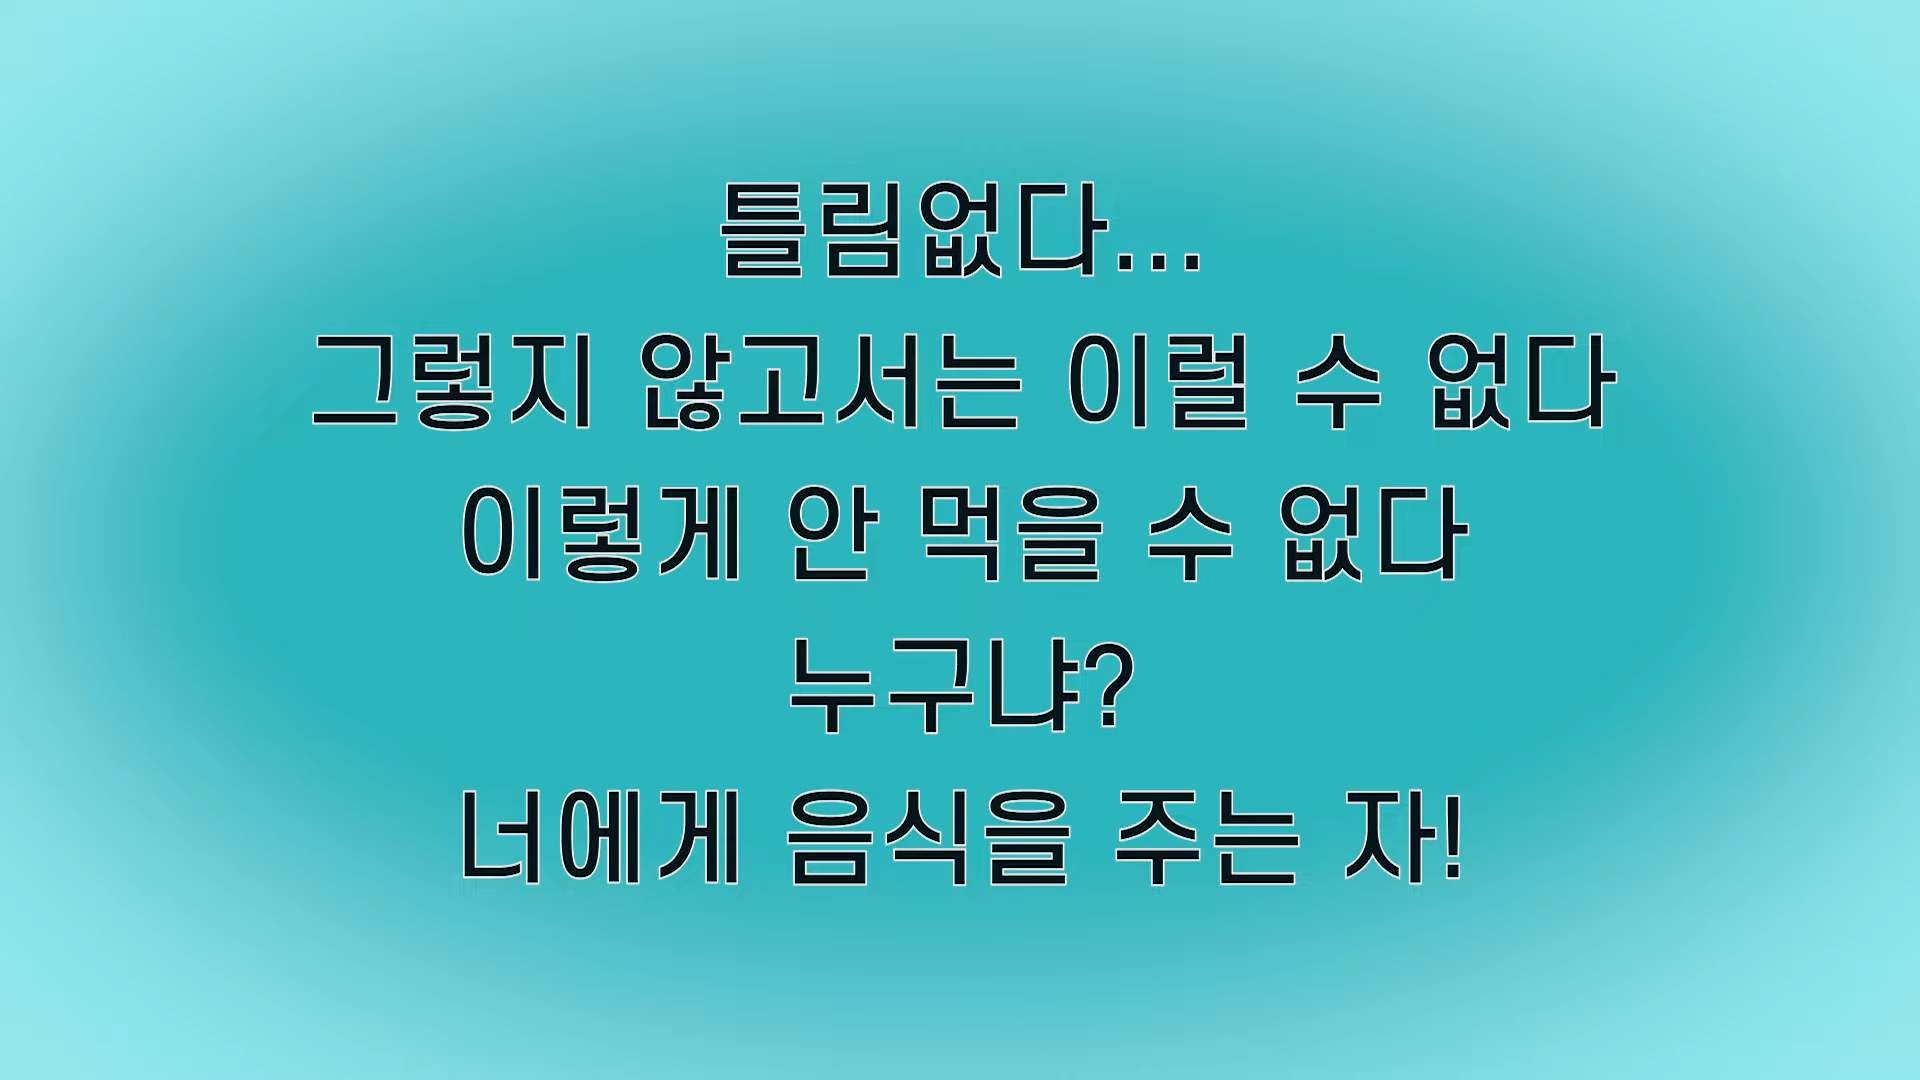 틀림없다...
그렇지 않고서는 이럴 수 없다
이렇게 안 먹을 수 없다
누구냐?
너에게 음식을 주는 자!